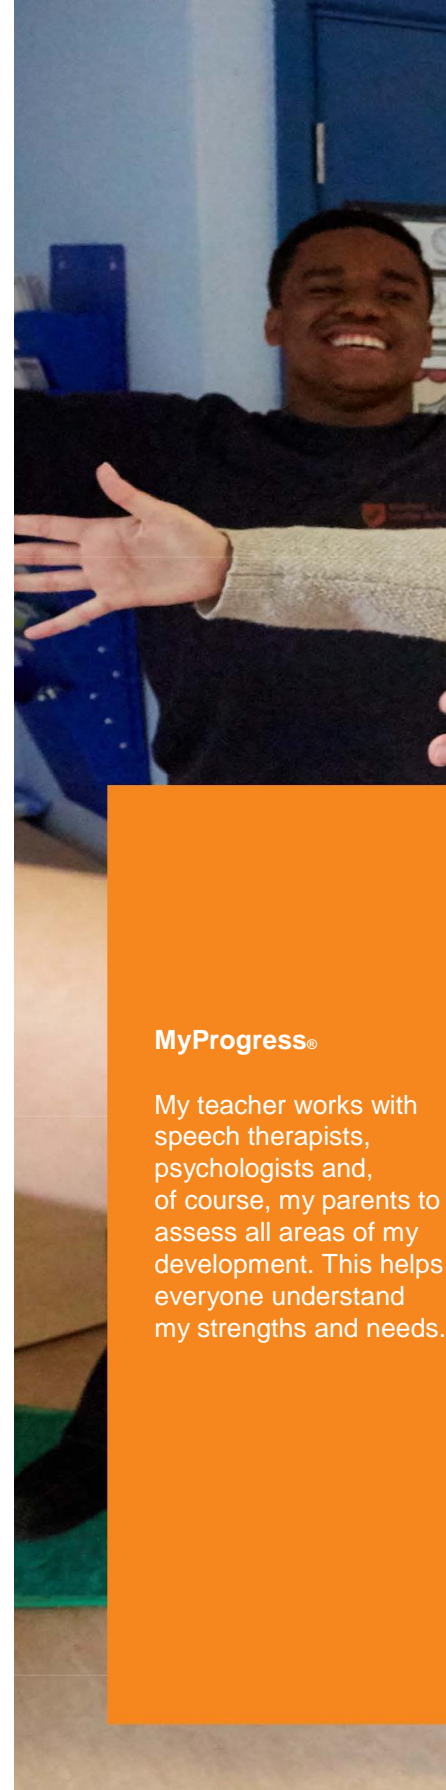 MyProgress®
My teacher works with
speech therapists,
psychologists and,
of course, my parents to
assess all areas of my
development. This helps
everyone understand
my strengths and needs.